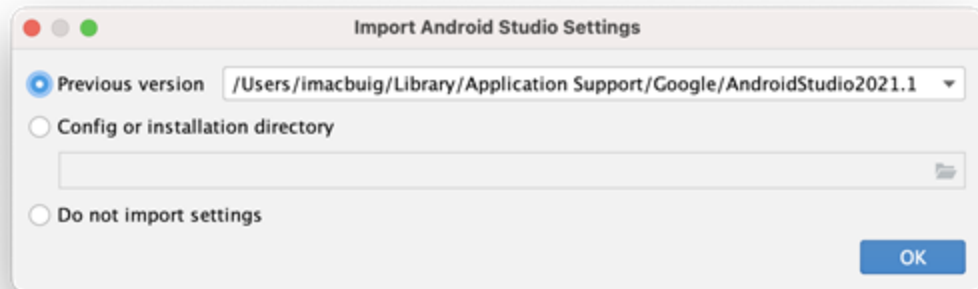 Import Android Studio Settings
Previous version /Users/imacbuig/Library/Application Support/Google/AndroidStudio2021.1
Config or installation directory
Do not import settings
OK